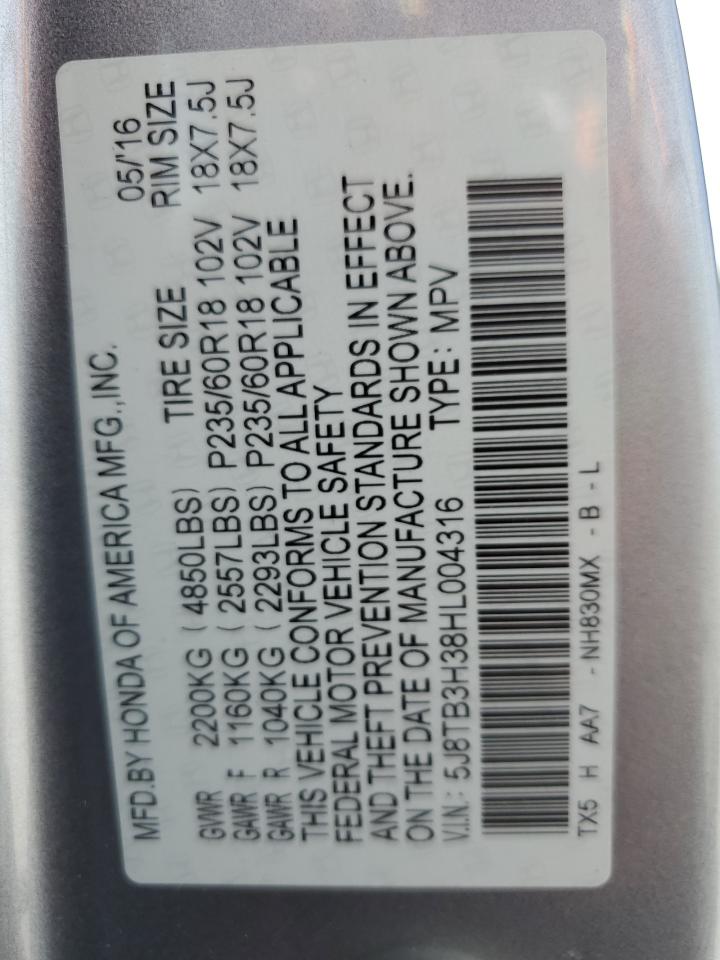 MFD.BY HONDA OF AMERICA MFG.,INC. 05/'16
TIRE SIZE RIM SIZE
GVWR 2200KG (4850LBS)
GAWR F 1160KG (2557LBS) P235/60R18 102V 18X7.5J
GAWR R 1040KG (2293LBS) P235/60R18 102V 18X7.5J
THIS VEHICLE CONFORMS TO ALL APPLICABLE
FEDERAL MOTOR VEHICLE SAFETY
AND THEFT PREVENTION STANDARDS IN EFFECT
ON THE DATE OF MANUFACTURE SHOWN ABOVE.
V.I.N.: 5J8TB3H38HL004316 TYPE: MPV
TX5 H AA7 -NH830MX -B-L